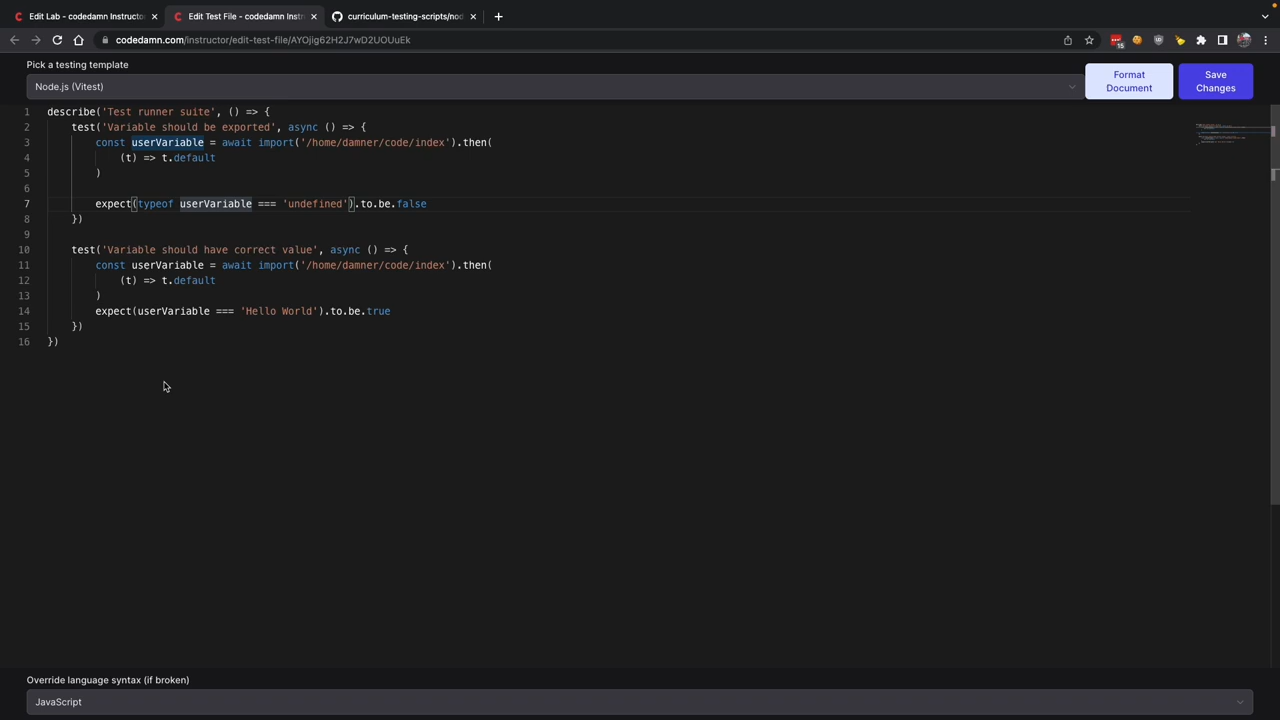 Edit Lab - codedamn Instructo
Edit Test File - codedamn Instr
curriculum-testing-scripts/nod
codedamn.com/instructor/edit-test-file/AYOjig62H2J7wD2UOUuEk
15
Pick a testing template
Node.js (Vitest)
Format Document
Save Changes
1 describe('Test runner suite', () => {
2 test('Variable should be exported', async () => {
3 const userVariable = await import('/home/damner/code/index').then(
4 (t) => t.default
5 )
6
7 expect(typeof userVariable === 'undefined').to.be.false
8 })
9
10 test('Variable should have correct value', async () => {
11 const userVariable = await import('/home/damner/code/index').then(
12 (t) => t.default
13 )
14 expect(userVariable === 'Hello World').to.be.true
15 })
16 })
Override language syntax (if broken)
JavaScript